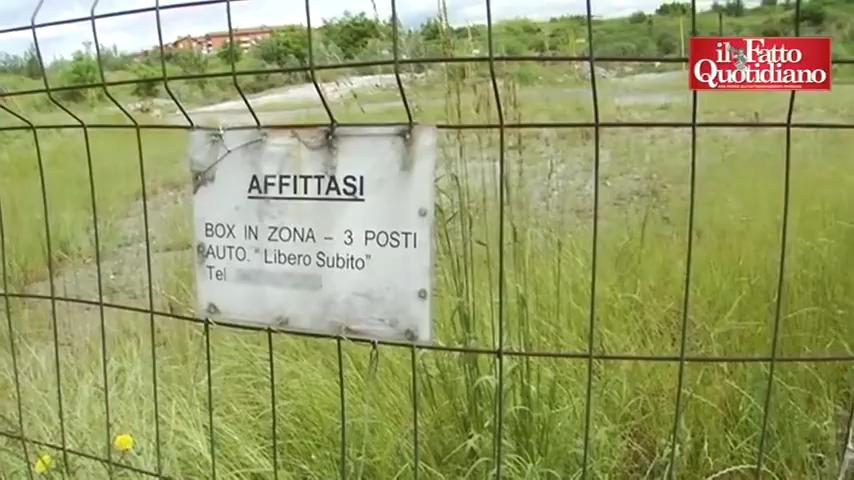 il Fatto
Quotidiano
AFFITTASI
BOX IN ZONA – 3 POSTI
AUTO. "Libero Subito"
Tel